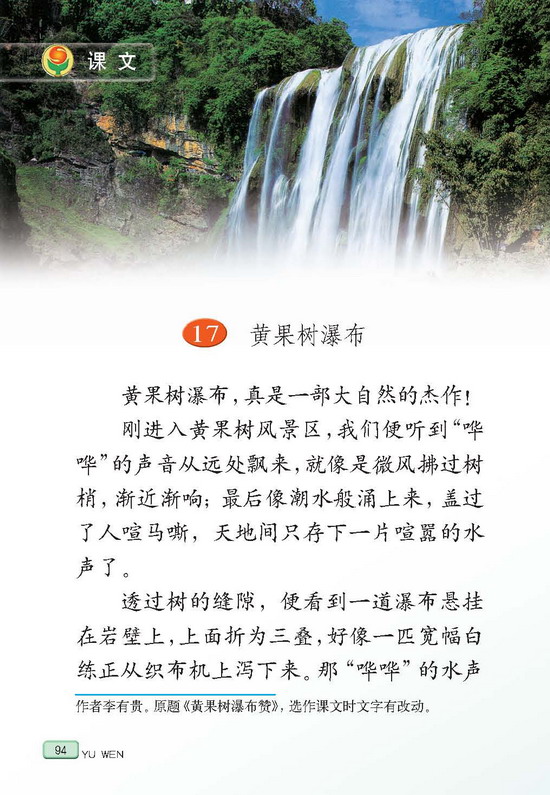 课文
17 黄果树瀑布
黄果树瀑布，真是一部大自然的杰作！
刚进入黄果树风景区，我们便听到“哗
哗”的声音从远处飘来，就像是微风拂过树
梢，渐近渐响；最后像潮水般涌上来，盖过
了人喧马嘶，天地间只存下一片喧嚣的水
声了。
透过树的缝隙，便看到一道瀑布悬挂
在岩壁上，上面折为三叠，好像一匹宽幅白
练正从织布机上泻下来。那“哗哗”的水声
作者李有贵。原题《黄果树瀑布赞》，选作课文时文字有改动。
94 YU WEN